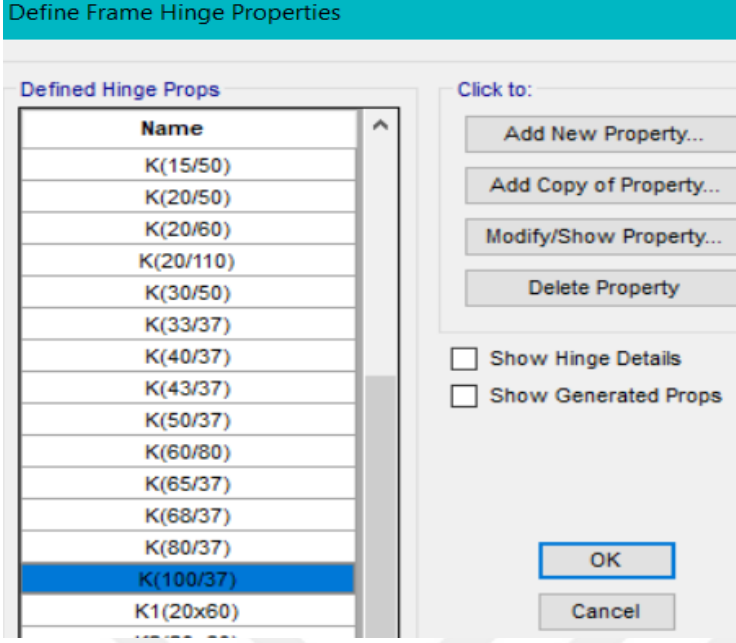 Define Frame Hinge Properties
Defined Hinge Props
Name
K(15/50)
K(20/50)
K(20/60)
K(20/110)
K(30/50)
K(33/37)
K(40/37)
K(43/37)
K(50/37)
K(60/80)
K(65/37)
K(68/37)
K(80/37)
K(100/37)
K1(20x60)
Click to:
Add New Property...
Add Copy of Property...
Modify/Show Property...
Delete Property
Show Hinge Details
Show Generated Props
OK
Cancel